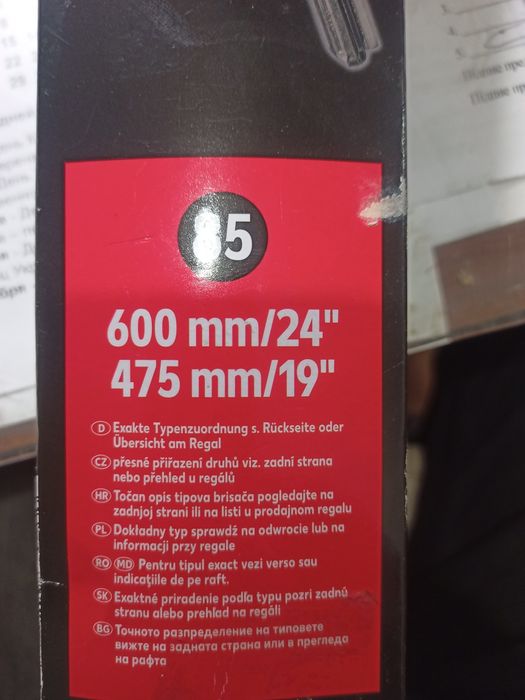 85
600 mm/24"
475 mm/19"
D Exakte Typenzuordnung s. Rückseite oder
Übersicht am Regal
CZ přesné přiřazení druhů viz. zadní strana
nebo přehled u regálů
HR Točan opis tipova brisača pogledajte na
zadnjoj strani ili na listi u prodajnom regalu
PL Dokładny typ sprawdź na odwrocie lub na
informacji przy regale
RO MD Pentru tipul exact vezi verso sau
indicațiile de pe raft.
SK Exaktné priradenie podľa typu pozri zadnú
stranu alebo prehlad na regáli
BG Точното разпределение на типовете
вижте на задната страна или в прегледа
на рафта